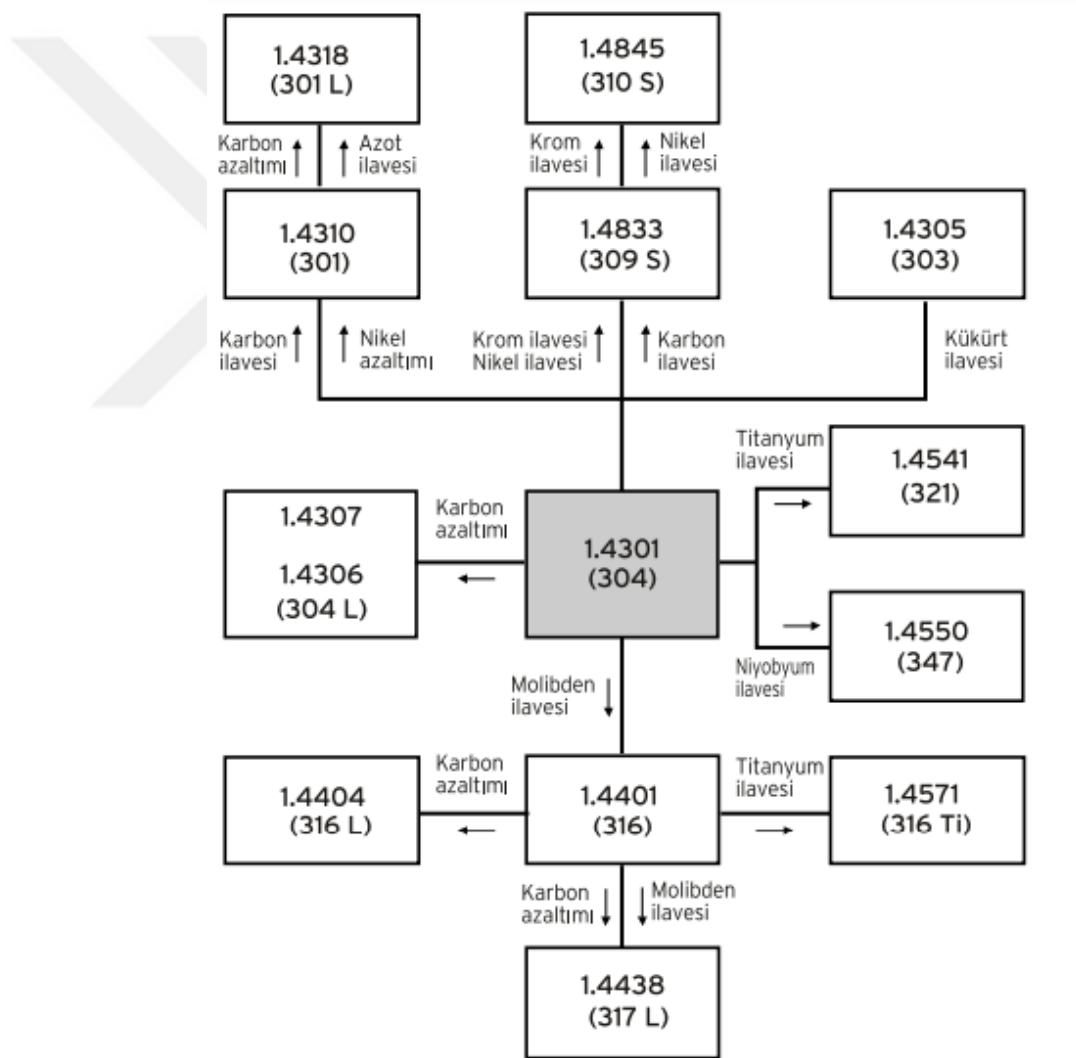 1.4318
(301 L)
1.4845
(310 S)
Karbon
azaltımı
Azot
ilavesi
Krom
ilavesi
Nikel
ilavesi
1.4310
(301)
1.4833
(309 S)
1.4305
(303)
Karbon
ilavesi
Nikel
azaltımı
Krom ilavesi
Nikel ilavesi
Karbon
ilavesi
Kükürt
ilavesi
Titanyum
ilavesi
1.4541
(321)
1.4307
1.4306
(304 L)
Karbon
azaltımı
1.4301
(304)
1.4550
(347)
Niyobyum
ilavesi
Molibden
ilavesi
1.4404
(316 L)
Karbon
azaltımı
1.4401
(316)
Titanyum
ilavesi
1.4571
(316 Ti)
Karbon
azaltımı
Molibden
ilavesi
1.4438
(317 L)